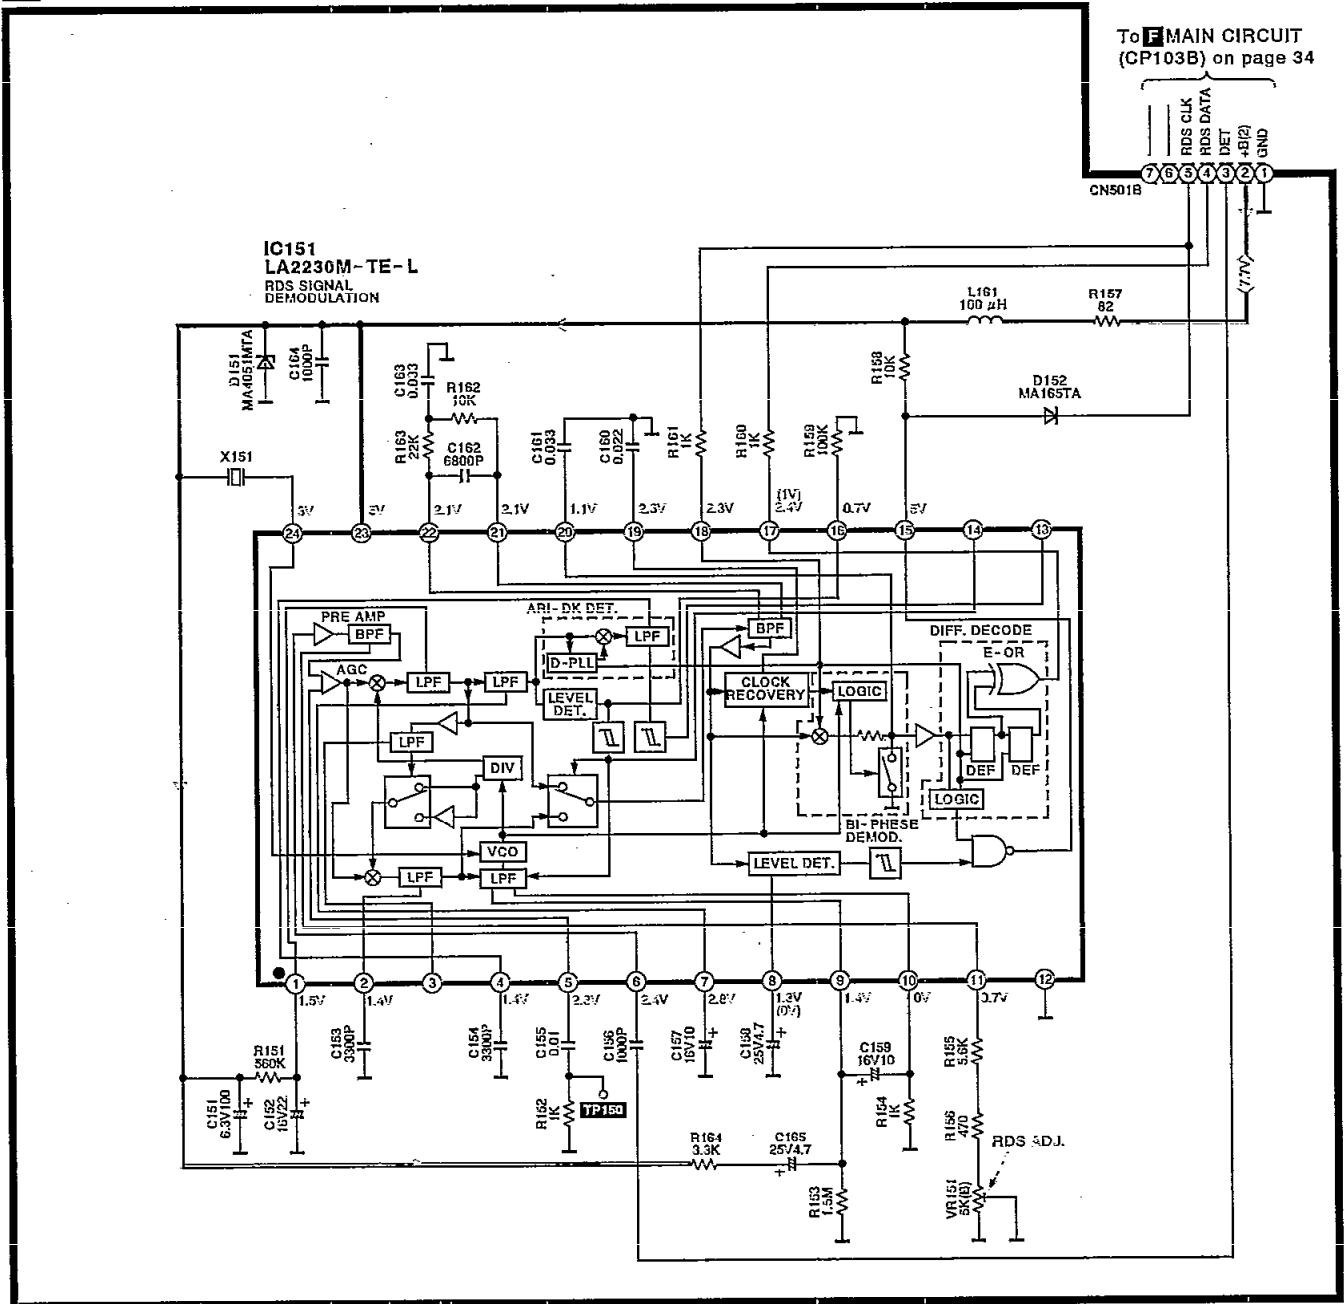 To F MAIN CIRCUIT
(CP103B) on page 34
RDS CLK
RDS DATA
DET
+B(2)
GND
7 6 5 4 3 2 1
CN501B
IC151
LA2230M-TE-L
RDS SIGNAL
DEMODULATION
(7.7V)
L161
100 μH
R157
82
D151
MA4051MTA
C164
1000P
C163
0.033
R162
10K
R163
22K
C162
6800P
C161
0.033
C160
0.022
R161
1K
R160
1K
R159
100K
R158
10K
D152
MA165TA
X151
5V
2.1V
2.1V
1.1V
2.3V
2.3V
(1V)
2.4V
0.7V
5V
24 23 22 21 20 19 18 17 16 15 14 13
PRE AMP
BPF
AGC
LPF
LPF
ARI-DK DET.
LPF
D-PLL
LEVEL
DET.
BPF
CLOCK
RECOVERY
LOGIC
DIFF. DECODE
E-OR
LPF
DIV
DEF
DEF
LOGIC
BI-PHESE
DEMOD.
VCO
LPF
LPF
LEVEL DET.
1 2 3 4 5 6 7 8 9 10 11 12
1.5V
1.4V
1.4V
2.4V
2.8V
1.3V
(0V)
1.4V
0V
0.7V
C153
3300P
C154
3300P
C155
0.01
C156
1000P
C157
16V10
C158
25V4.7
C159
16V10
R155
5.6K
R151
560K
C151
6.3V100
C152
16V22
R152
1K
TP150
R154
1K
R156
470
RDS ADJ.
R164
3.3K
C165
25V4.7
R153
1.5M
VR151
5K(B)